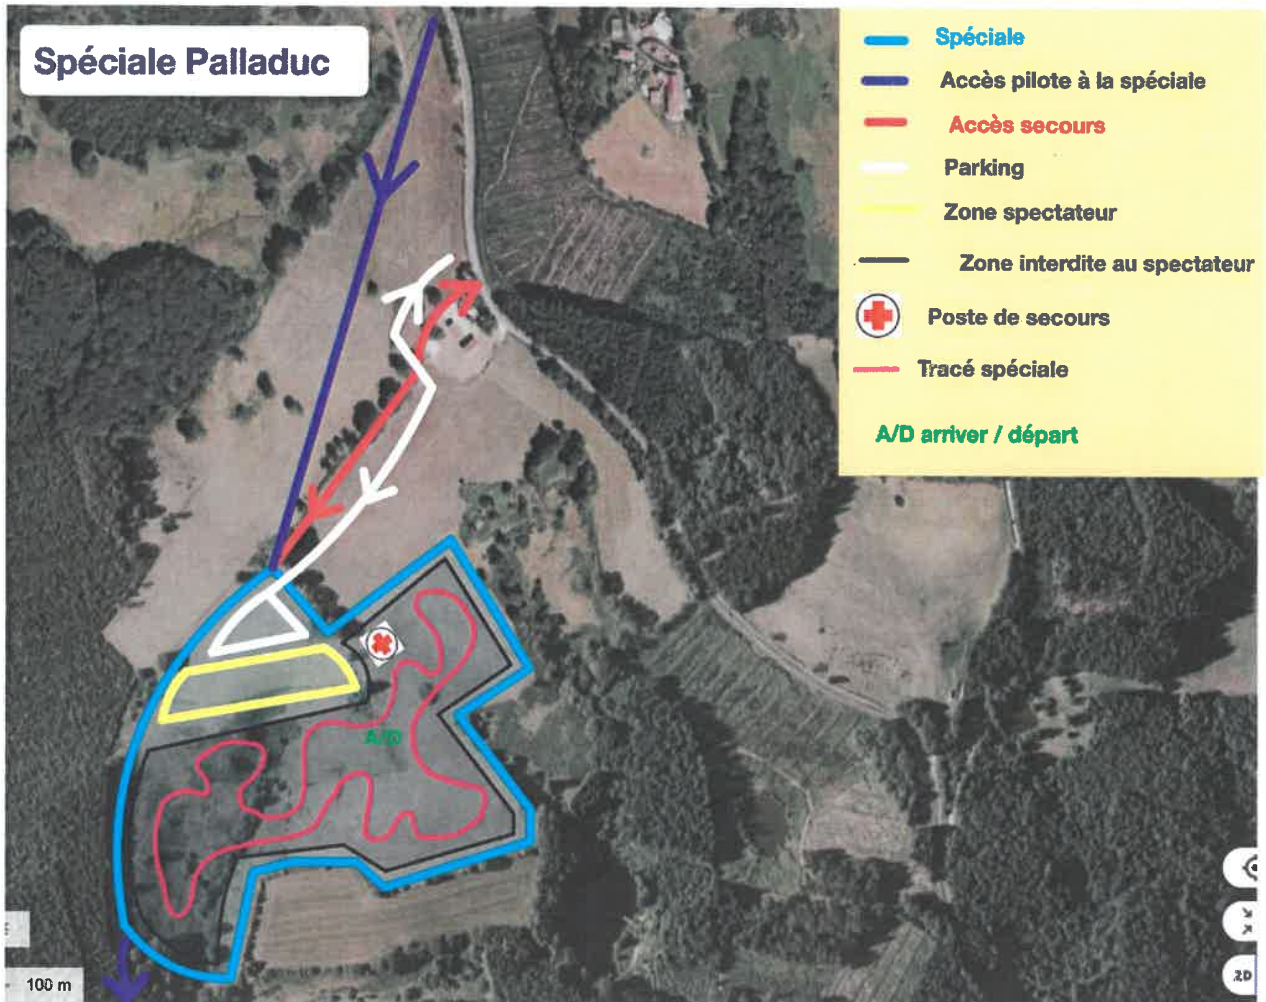 Spéciale Palladuc
Spéciale
Accès pilote à la spéciale
Accès secours
Parking
Zone spectateur
Zone interdite au spectateur
Poste de secours
Tracé spéciale
A/D arriver / départ
A/D
100 m
2D